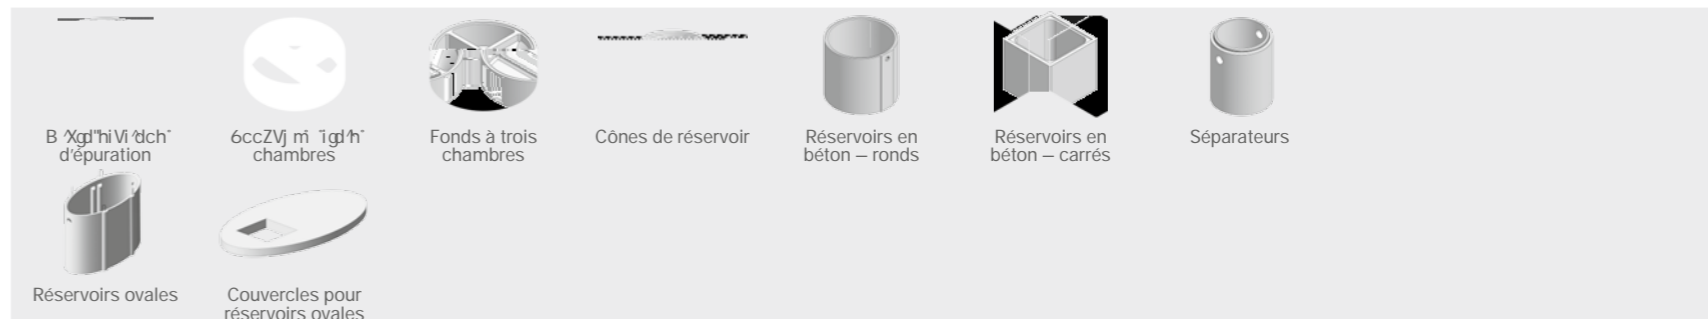 d'épuration
chambres
Fonds à trois
chambres
Cônes de réservoir
Réservoirs en
béton – ronds
Réservoirs en
béton – carrés
Séparateurs
Réservoirs ovales
Couvercles pour
réservoirs ovales